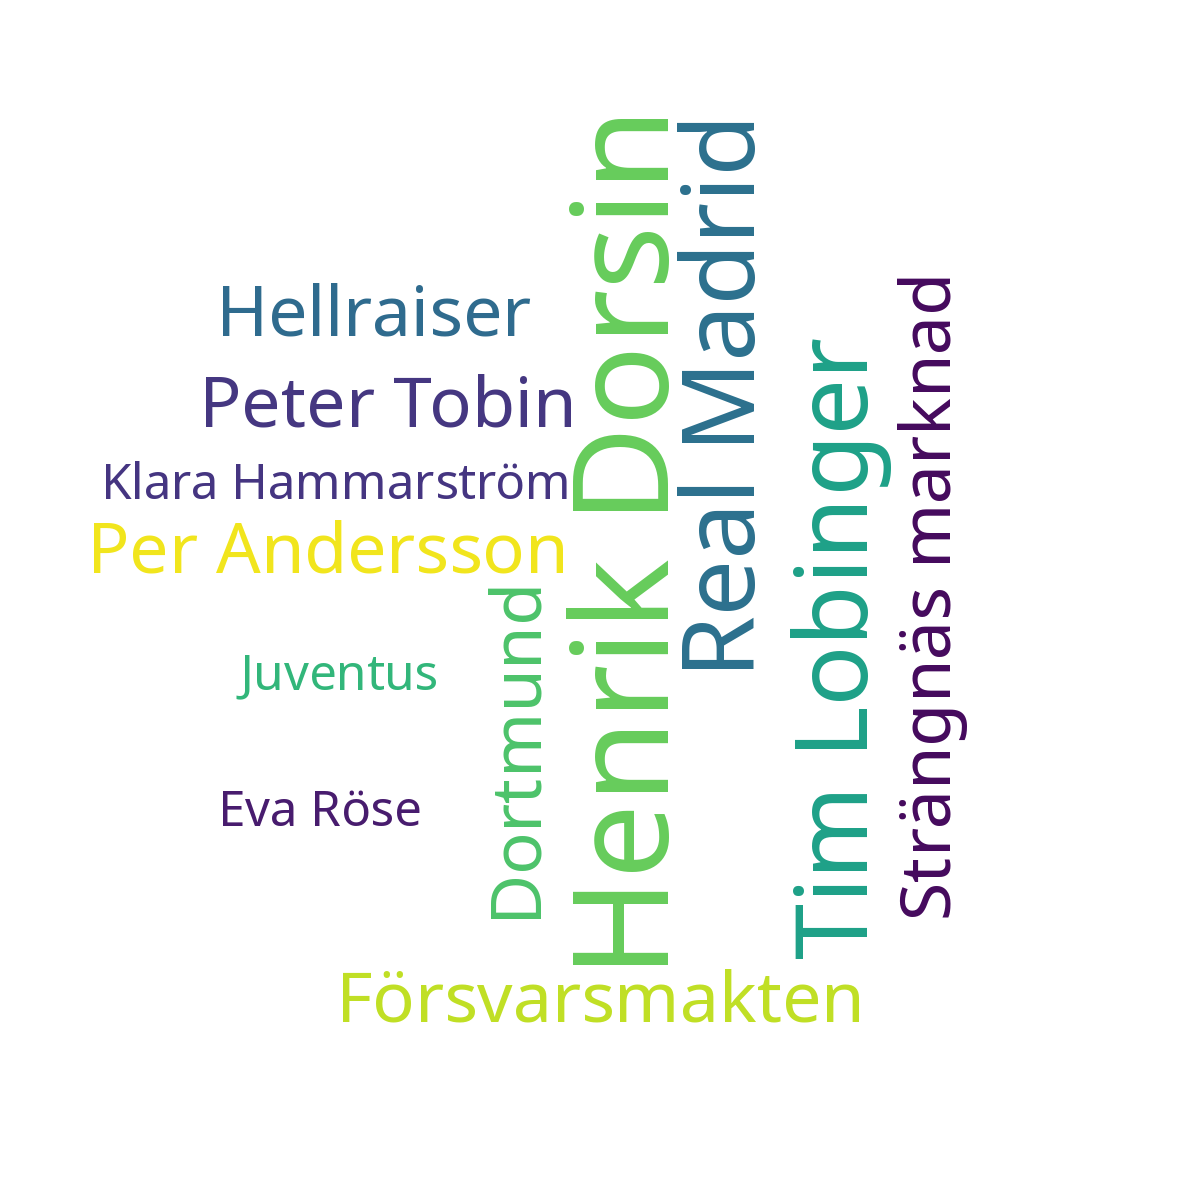 Hellraiser
Peter Tobin
Klara Hammarström
Per Andersson
Juventus
Eva Röse
Dortmund
Henrik Dorsin
Real Madrid
Tim Lobinger
Strängnäs marknad
Försvarsmakten